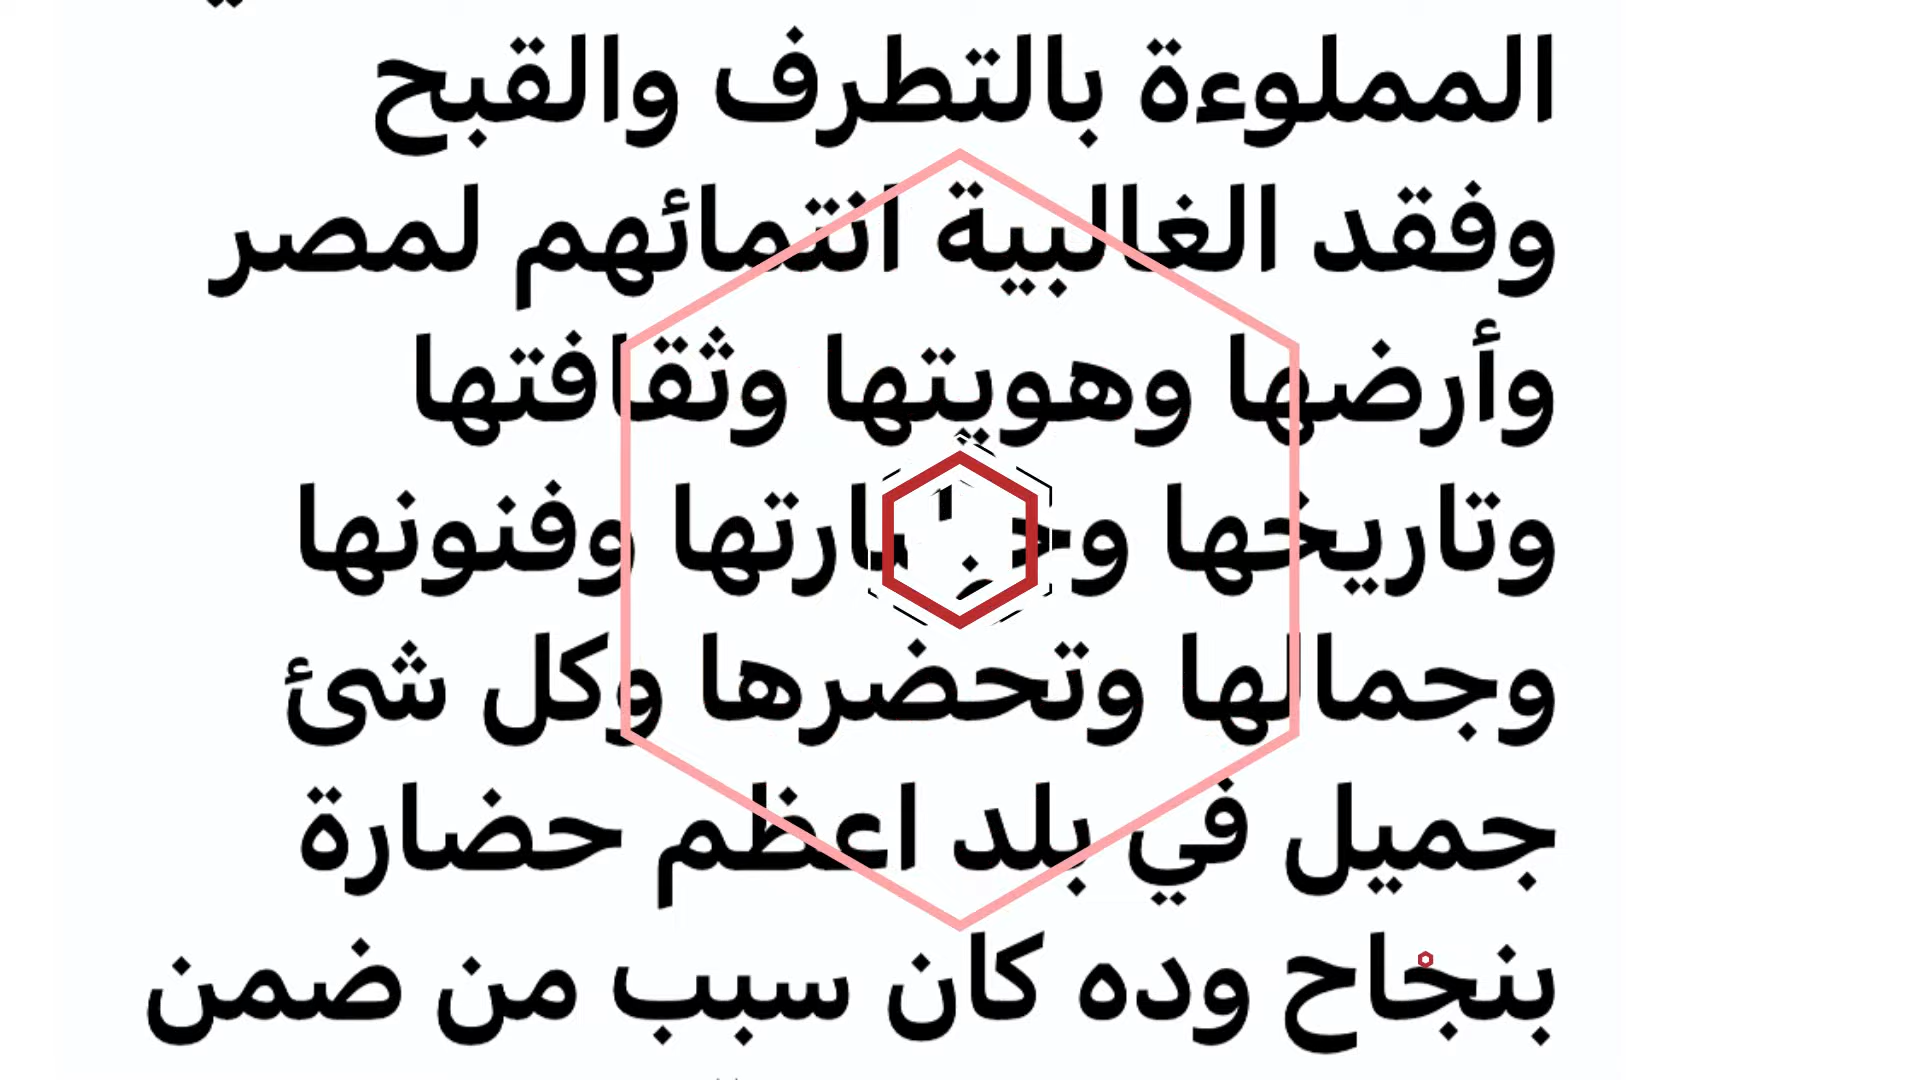 المملوءة بالتطرف والقبح
وفقد الغالبية انتمائهم لمصر
وأرضها وهويتها وثقافتها
وتاريخها وحضارتها وفنونها
وجمالها وتحضرها وكل شئ
جميل في بلد اعظم حضارة
بنجاح وده كان سبب من ضمن